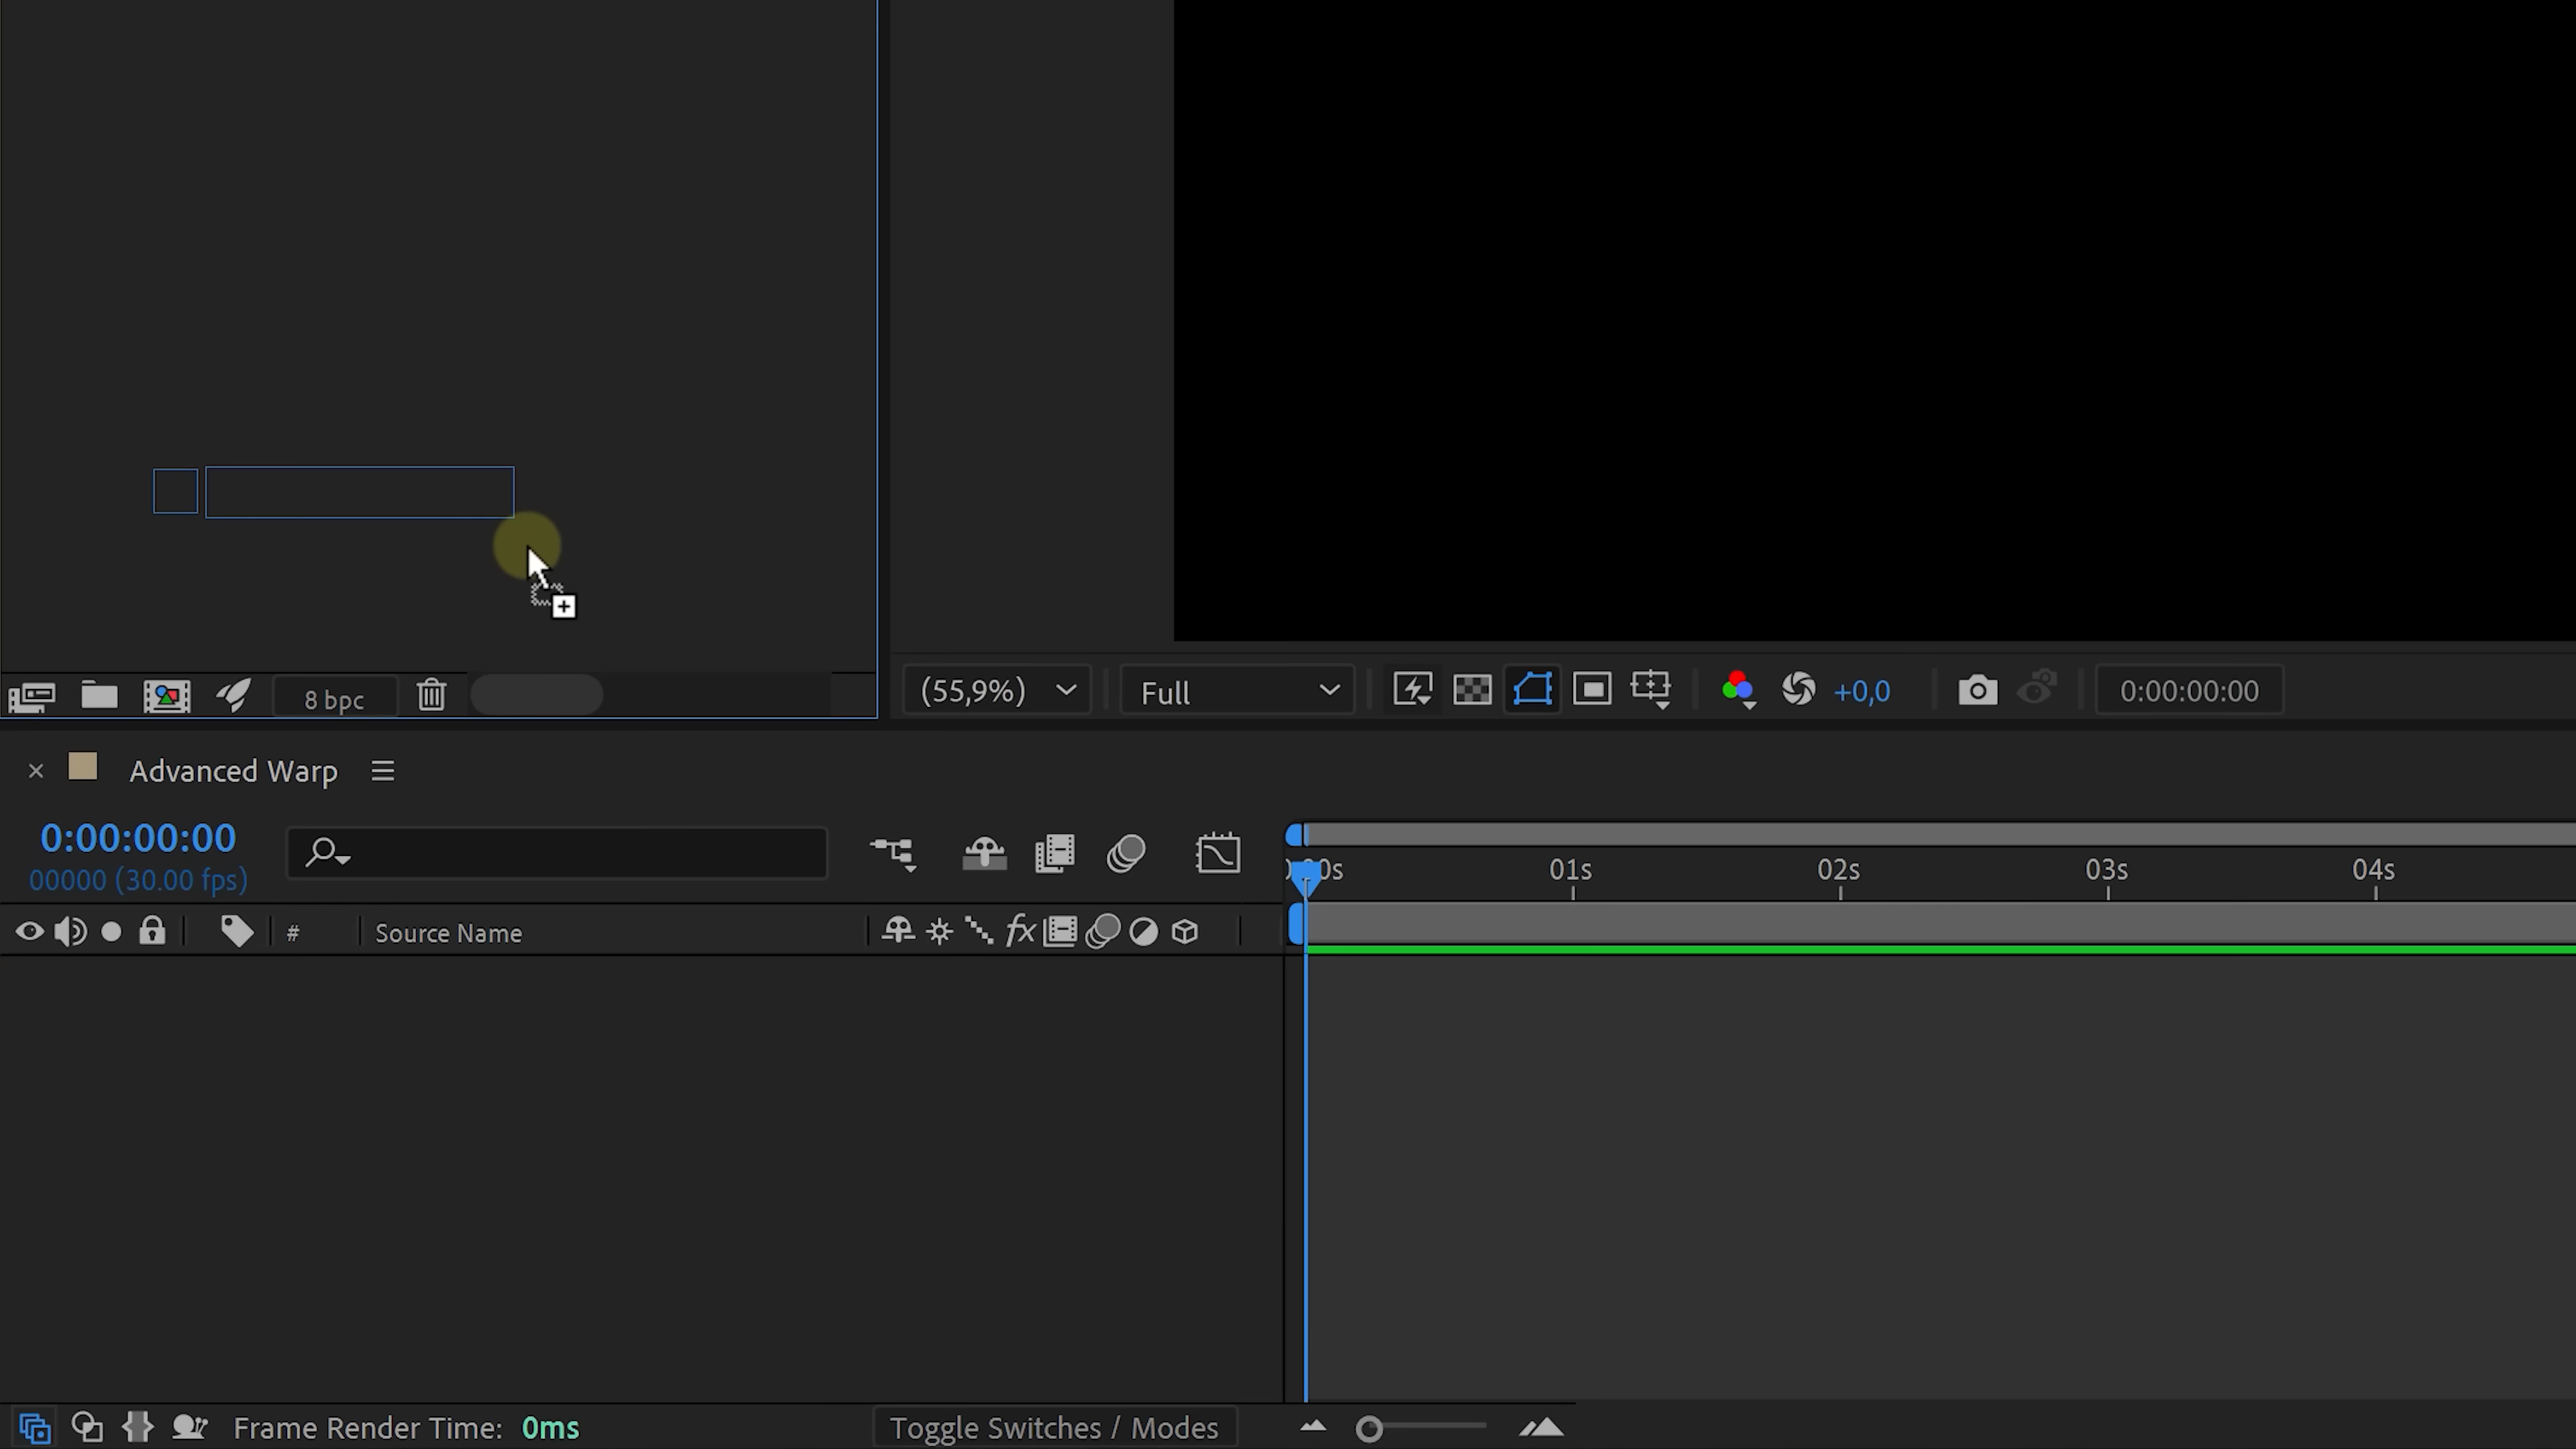 8 bpc
(55,9%)
Full
+0,0
0:00:00:00
Advanced Warp
0:00:00:00
00000 (30.00 fps)
01s
02s
03s
04s
# Source Name
fx
Frame Render Time: 0ms
Toggle Switches / Modes